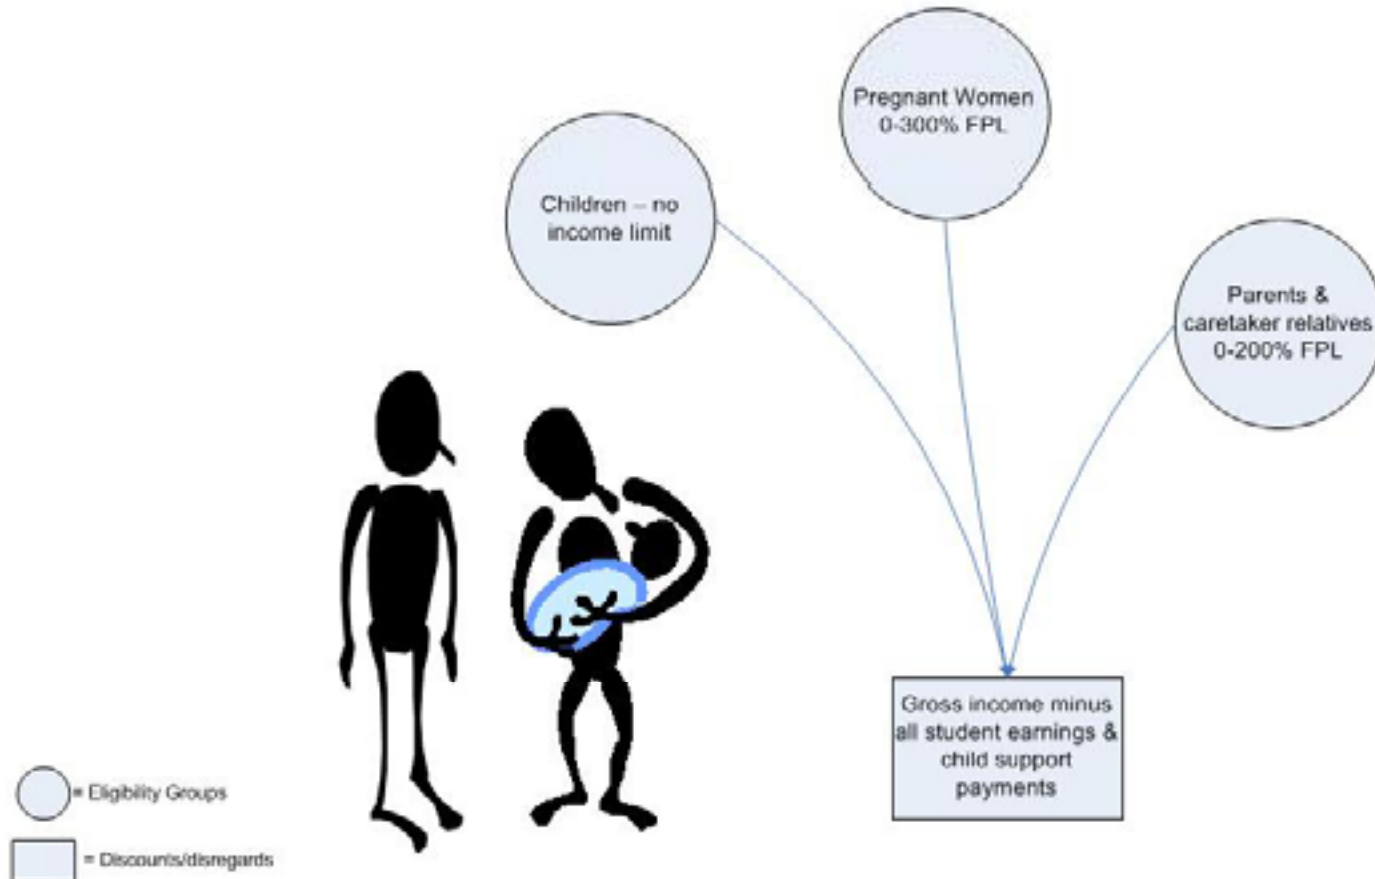 Pregnant Women
0-300% FPL
Children – no
income limit
Parents &
caretaker relatives
0-200% FPL
Gross income minus
all student earnings &
child support
payments
= Eligibility Groups
= Discounts/disregards